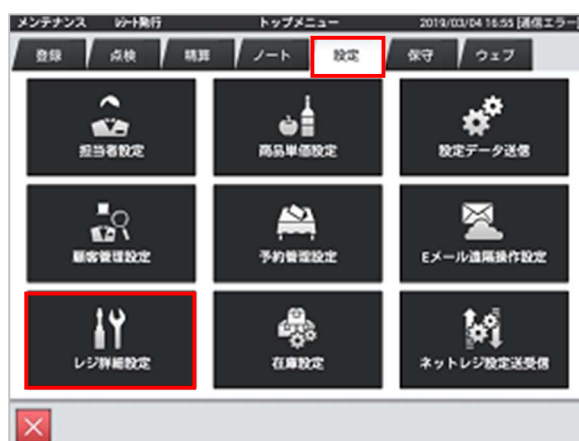 メンテナンス レシート発行 トップメニュー 2019/03/04 16:55 [通信エラー]
登録 点検 精算 ノート 設定 保守 ウェブ
担当者設定 商品単価設定 設定データ送信
顧客管理設定 予約管理設定 Eメール遠隔操作設定
レジ詳細設定 在庫設定 ネットレジ設定送受信